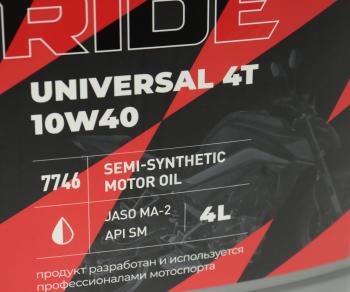 RIDE
UNIVERSAL 4T
10W40
7746
SEMI-SYNTHETIC
MOTOR OIL
JASO MA-2
API SM
4L
продукт разработан и используется
профессионалами мотоспорта